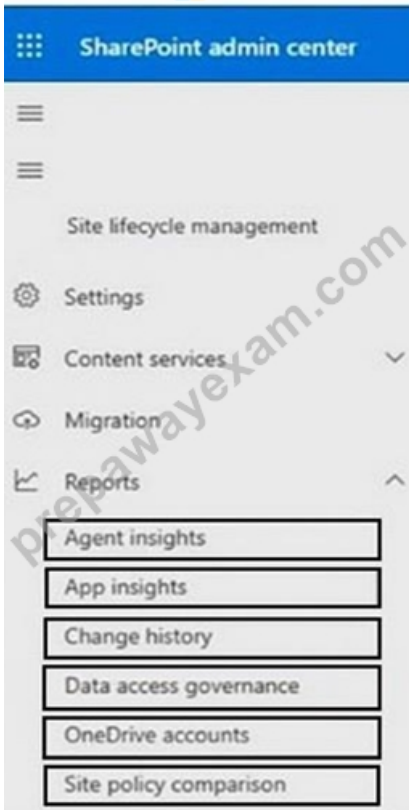 SharePoint admin center
Site lifecycle management
Settings
Content services
Migration
Reports
Agent insights
App insights
Change history
Data access governance
OneDrive accounts
Site policy comparison
prepawayexam.com